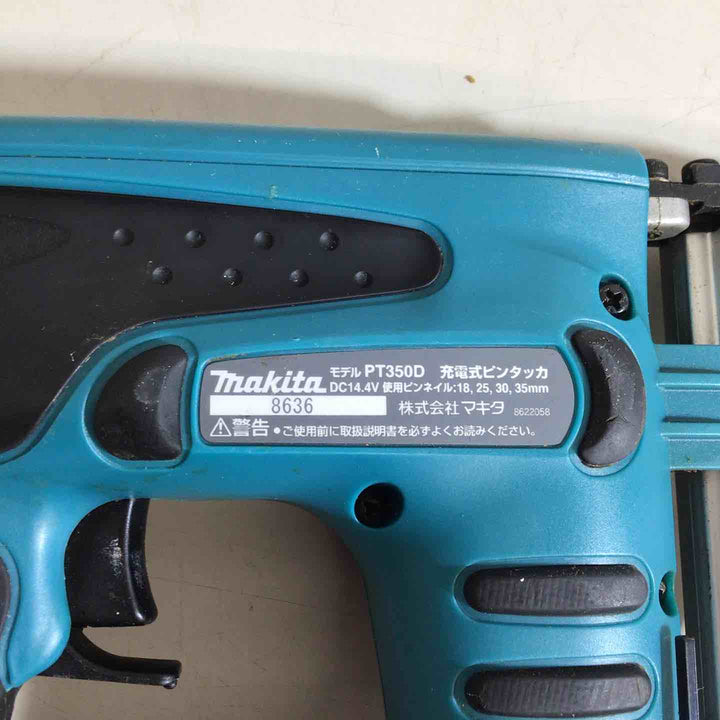 makita モデル PT350D 充電式ピンタッカ
DC14.4V 使用ピンネイル:18, 25, 30, 35mm
8636 株式会社マキタ 8622058
⚠警告 ●ご使用前に取扱説明書を必ずよくお読みください。